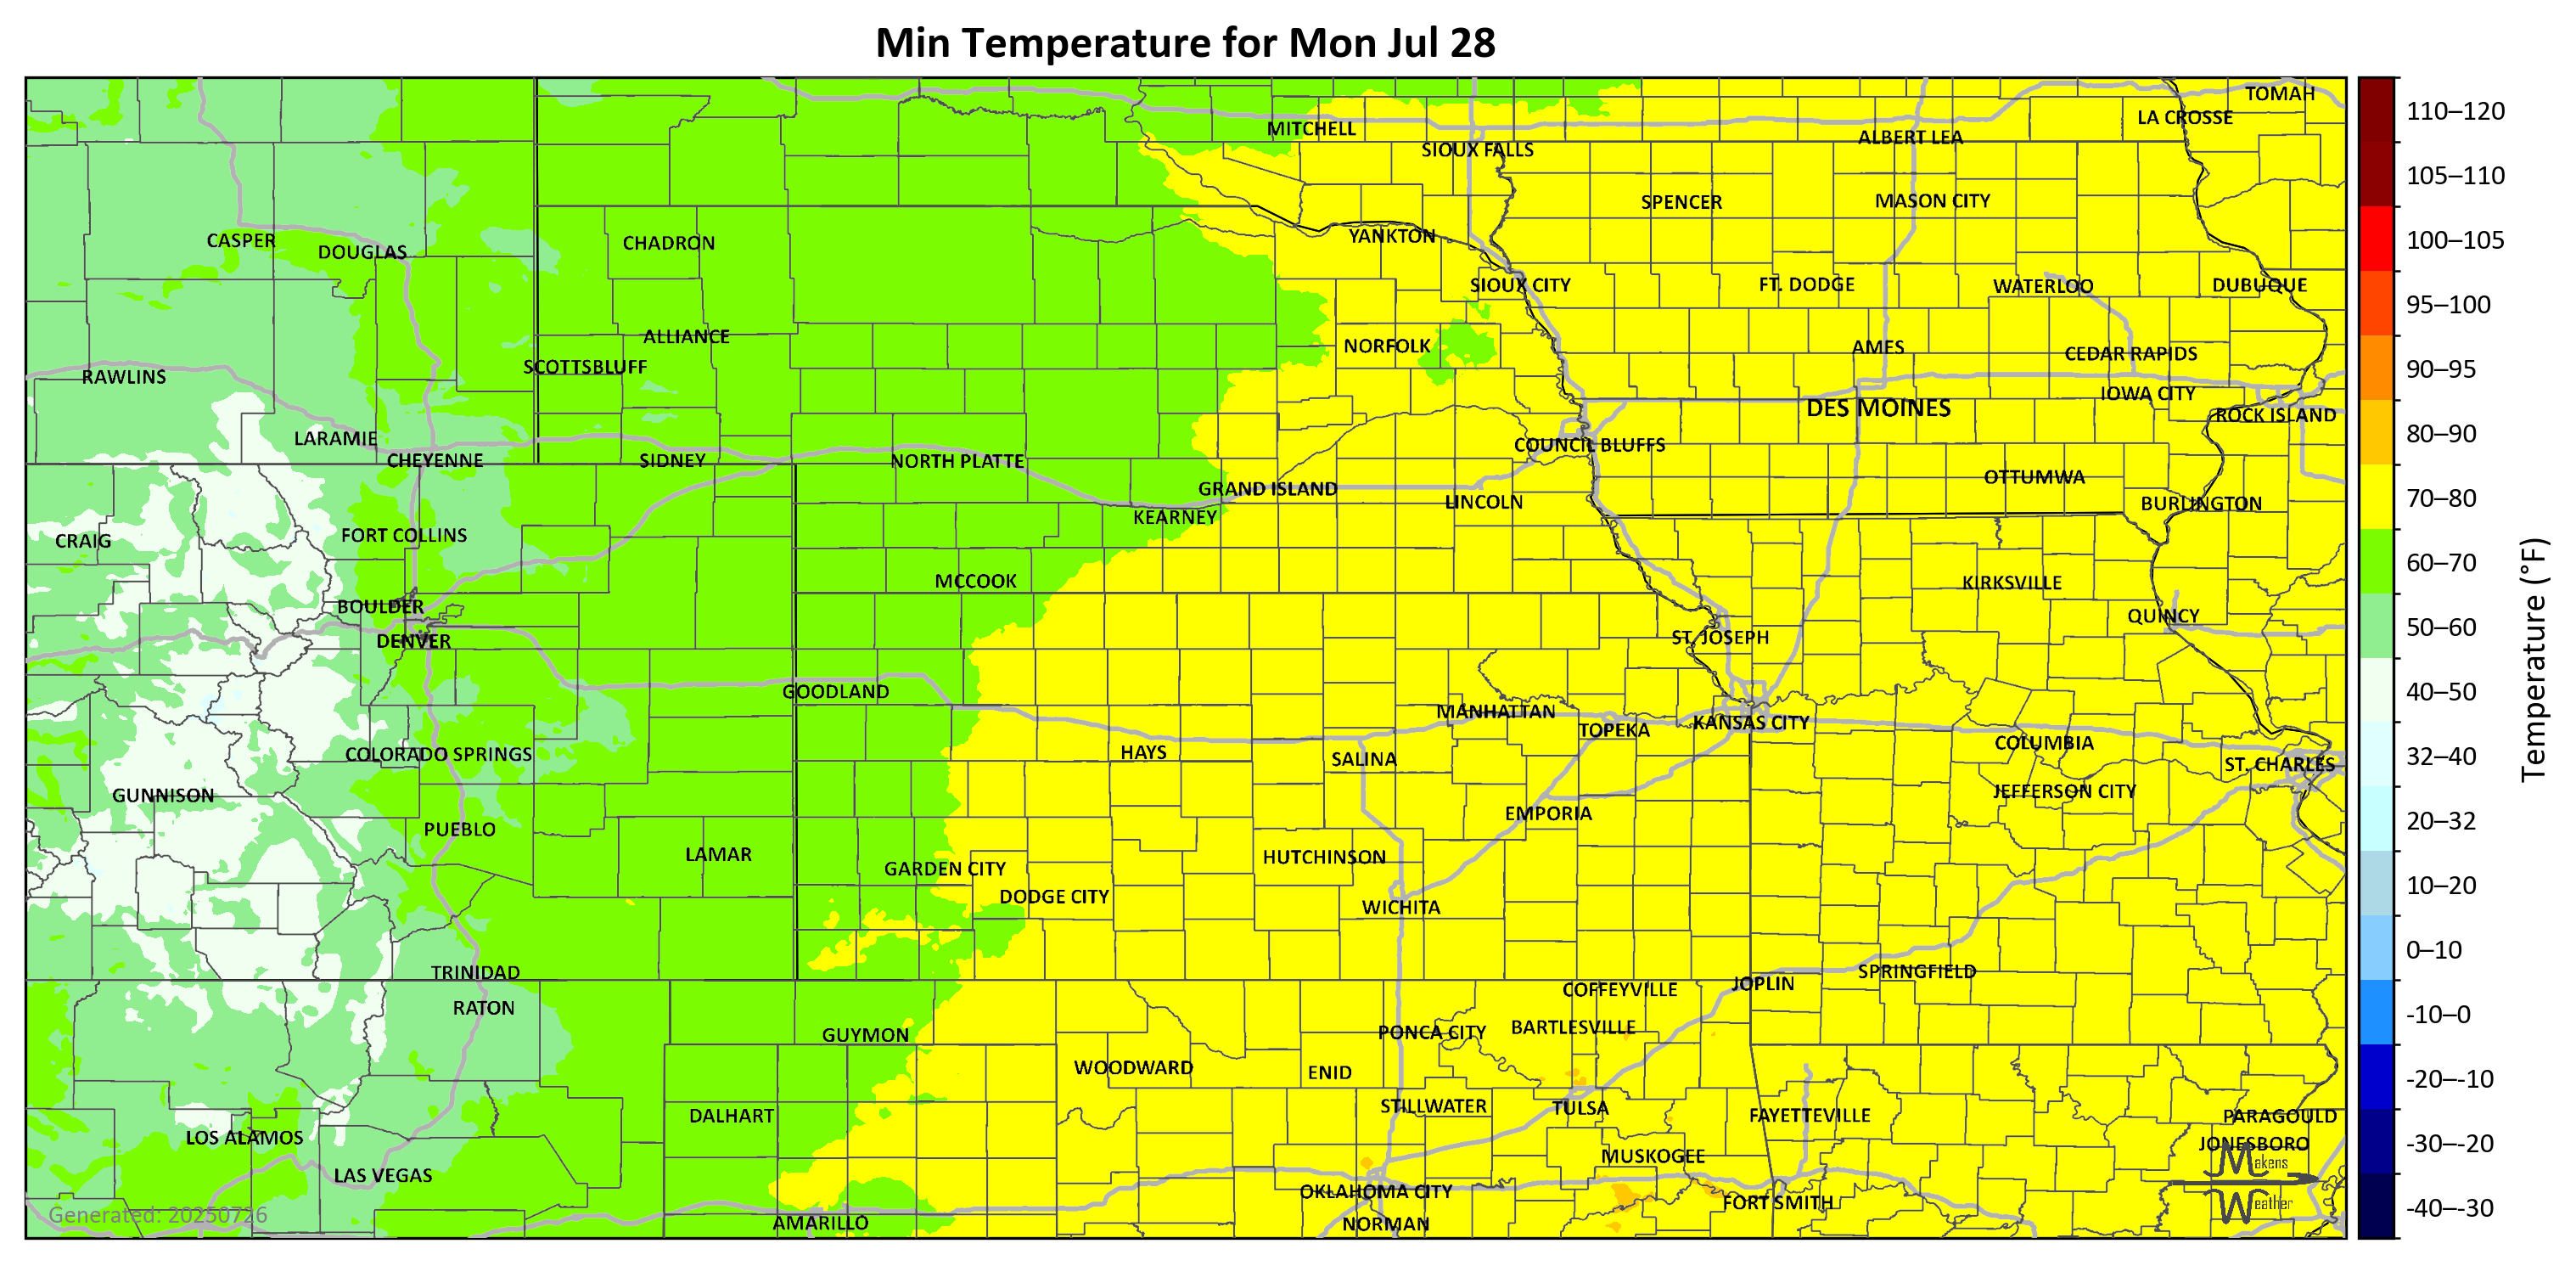 Min Temperature for Mon Jul 28
TOMAH
LA CROSSE
MITCHELL
ALBERT LEA
SIOUX FALLS
SPENCER
MASON CITY
CASPER
DOUGLAS
CHADRON
YANKTON
SIOUX CITY
FT. DODGE
WATERLOO
DUBUQUE
ALLIANCE
NORFOLK
AMES
CEDAR RAPIDS
SCOTTSBLUFF
RAWLINS
IOWA CITY
DES MOINES
ROCK ISLAND
LARAMIE
COUNCIL BLUFFS
CHEYENNE
SIDNEY
NORTH PLATTE
OTTUMWA
GRAND ISLAND
LINCOLN
BURLINGTON
KEARNEY
CRAIG
FORT COLLINS
MCCOOK
KIRKSVILLE
BOULDER
QUINCY
DENVER
ST. JOSEPH
GOODLAND
MANHATTAN
TOPEKA
KANSAS CITY
COLORADO SPRINGS
HAYS
SALINA
COLUMBIA
ST. CHARLES
GUNNISON
JEFFERSON CITY
EMPORIA
PUEBLO
LAMAR
HUTCHINSON
GARDEN CITY
DODGE CITY
WICHITA
TRINIDAD
SPRINGFIELD
JOPLIN
COFFEYVILLE
RATON
GUYMON
PONCA CITY
BARTLESVILLE
WOODWARD
ENID
DALHART
STILLWATER
TULSA
FAYETTEVILLE
PARAGOULD
LOS ALAMOS
JONESBORO
MUSKOGEE
LAS VEGAS
OKLAHOMA CITY
FORT SMITH
AMARILLO
NORMAN
Generated: 20250726
Makens
Weather
110–120
105–110
100–105
95–100
90–95
80–90
70–80
60–70
50–60
40–50
32–40
20–32
10–20
0–10
-10–0
-20–-10
-30–-20
-40–-30
Temperature (°F)